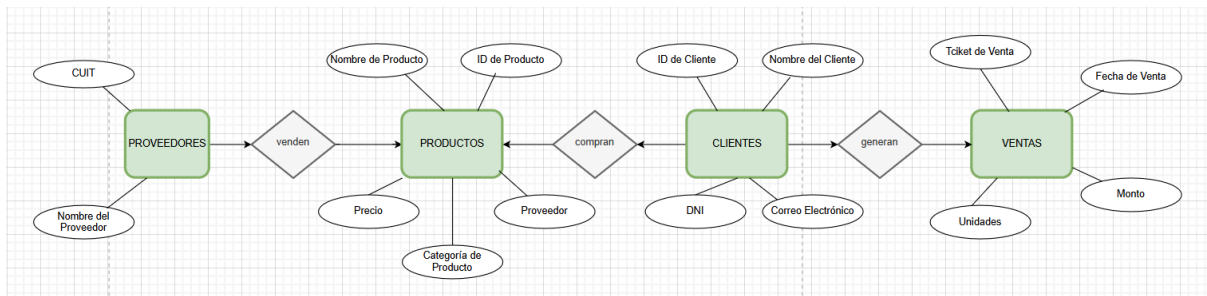 CUIT
PROVEEDORES
Nombre del
Proveedor
venden
Nombre de Producto
ID de Producto
PRODUCTOS
Precio
Categoría de
Producto
Proveedor
compran
ID de Cliente
Nombre del Cliente
CLIENTES
DNI
Correo Electrónico
generan
Tciket de Venta
Fecha de Venta
VENTAS
Unidades
Monto